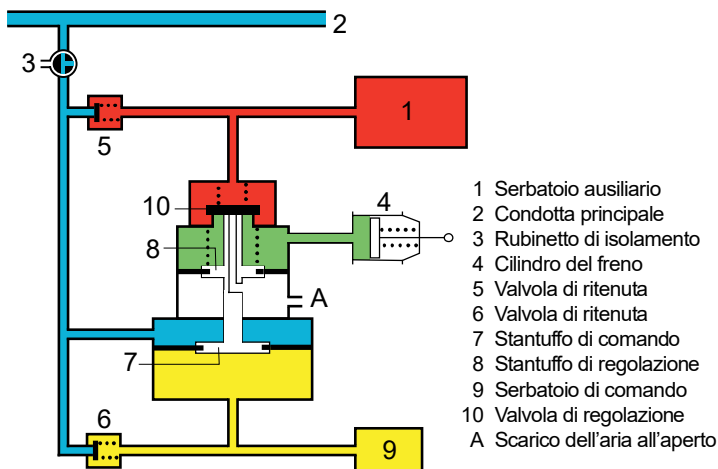 2
3
5
1
10
4
8
A
7
6
9
1 Serbatoio ausiliario
2 Condotta principale
3 Rubinetto di isolamento
4 Cilindro del freno
5 Valvola di ritenuta
6 Valvola di ritenuta
7 Stantuffo di comando
8 Stantuffo di regolazione
9 Serbatoio di comando
10 Valvola di regolazione
A Scarico dell'aria all'aperto